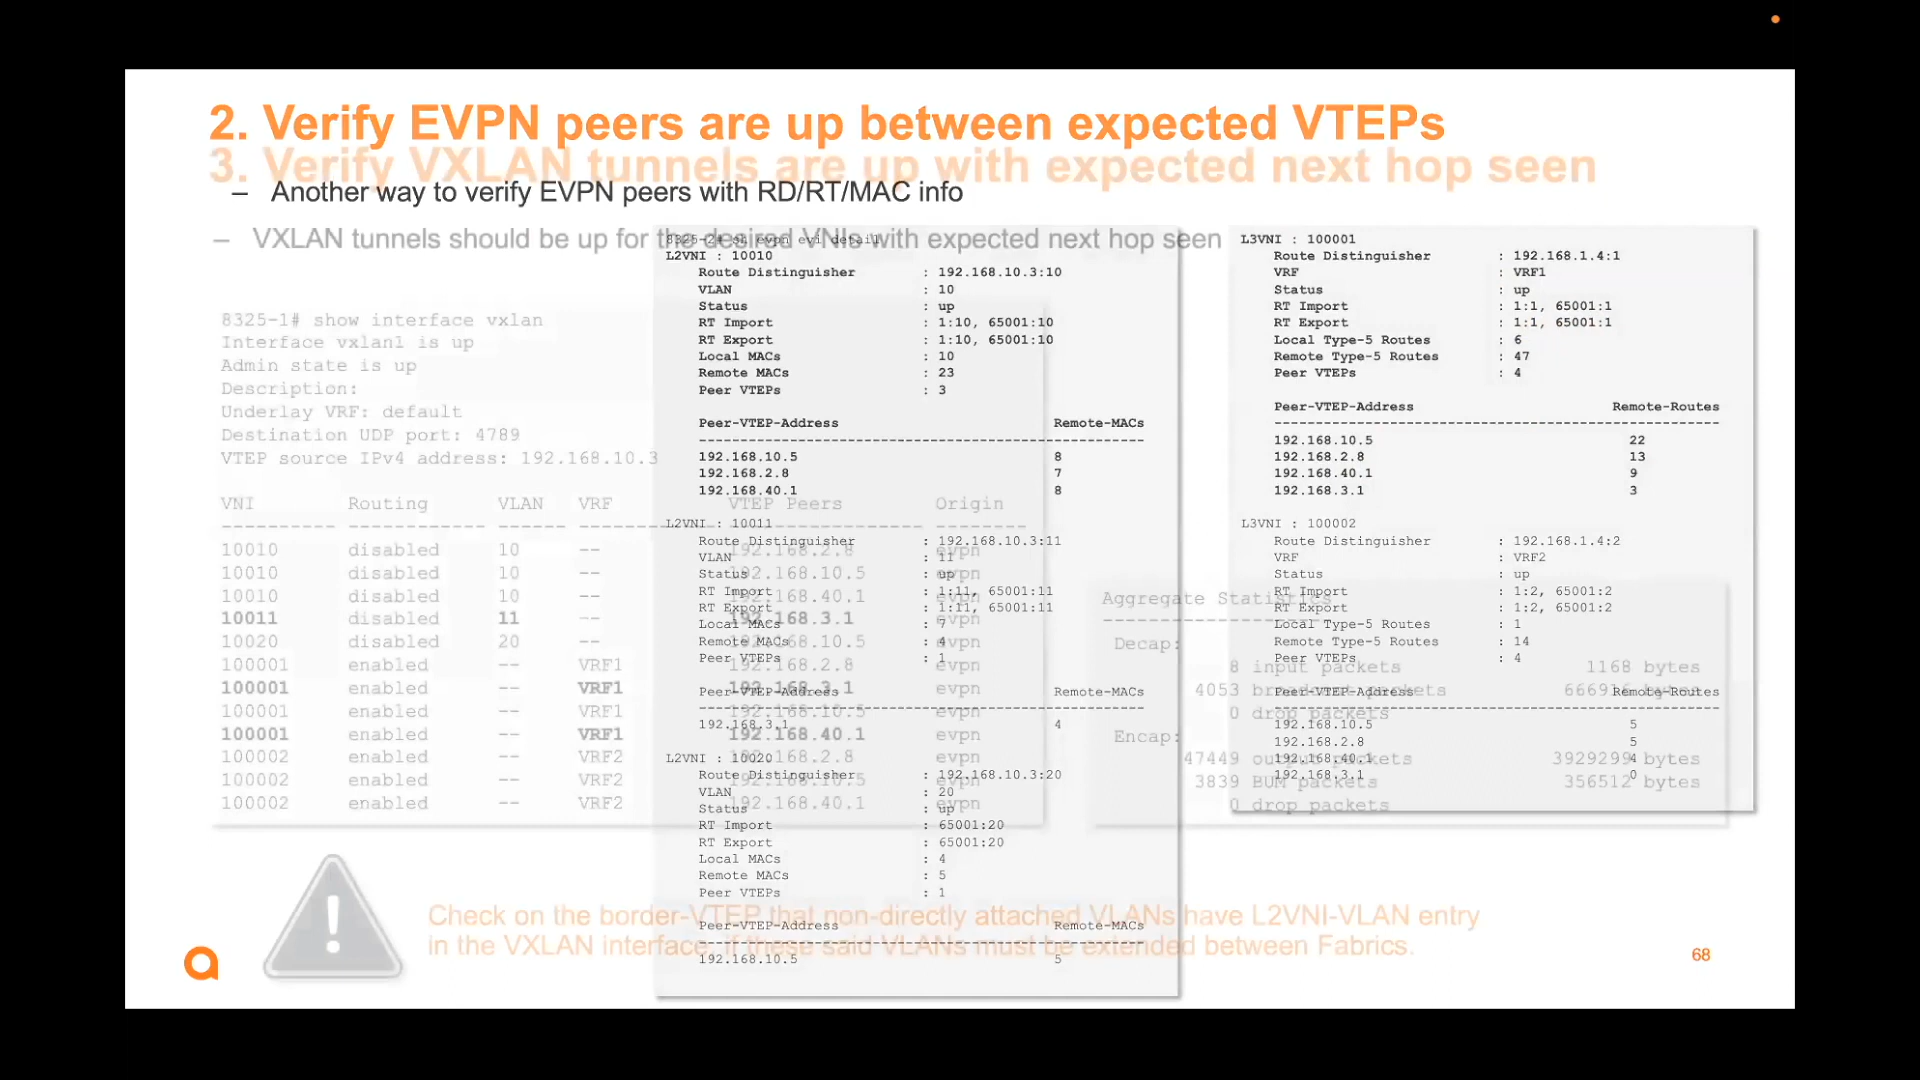 2. Verify EVPN peers are up between expected VTEPs
3. Verify VXLAN tunnels are up with expected next hop seen
– Another way to verify EVPN peers with RD/RT/MAC info
– VXLAN tunnels should be up for the desired VNIs with expected next hop seen
8325-1# show interface vxlan
Interface vxlan1 is up
Admin state is up
Description:
Underlay VRF: default
Destination UDP port: 4789
VTEP source IPv4 address: 192.168.10.3
VNI Routing VLAN VRF VTEP Peers Origin
---------- ------------ ------ --------- -------------------- --------
10010 disabled 10 -- 192.168.2.8 evpn
10010 disabled 10 -- 192.168.10.5 evpn
10010 disabled 10 -- 192.168.40.1 evpn
10011 disabled 11 -- 192.168.3.1 evpn
10020 disabled 20 -- 192.168.10.5 evpn
100001 enabled -- VRF1 192.168.2.8 evpn
100001 enabled -- VRF1 192.168.3.1 evpn
100001 enabled -- VRF1 192.168.10.5 evpn
100001 enabled -- VRF1 192.168.40.1 evpn
100002 enabled -- VRF2 192.168.2.8 evpn
100002 enabled -- VRF2 192.168.10.5 evpn
100002 enabled -- VRF2 192.168.40.1 evpn
8325-2# sh evpn evi detail
L2VNI : 10010
Route Distinguisher : 192.168.10.3:10
VLAN : 10
Status : up
RT Import : 1:10, 65001:10
RT Export : 1:10, 65001:10
Local MACs : 10
Remote MACs : 23
Peer VTEPs : 3
Peer-VTEP-Address Remote-MACs
192.168.10.5 8
192.168.2.8 7
192.168.40.1 8
L2VNI : 10011
Route Distinguisher : 192.168.10.3:11
VLAN : 11
Status : up
RT Import : 1:11, 65001:11
RT Export : 1:11, 65001:11
Local MACs : 7
Remote MACs : 4
Peer VTEPs : 1
Peer-VTEP-Address Remote-MACs
192.168.3.1 4
L2VNI : 10020
Route Distinguisher : 192.168.10.3:20
VLAN : 20
Status : up
RT Import : 65001:20
RT Export : 65001:20
Local MACs : 4
Remote MACs : 5
Peer VTEPs : 1
Peer-VTEP-Address Remote-MACs
192.168.10.5 5
L3VNI : 100001
Route Distinguisher : 192.168.1.4:1
VRF : VRF1
Status : up
RT Import : 1:1, 65001:1
RT Export : 1:1, 65001:1
Local Type-5 Routes : 6
Remote Type-5 Routes : 47
Peer VTEPs : 4
Peer-VTEP-Address Remote-Routes
192.168.10.5 22
192.168.2.8 13
192.168.40.1 9
192.168.3.1 3
L3VNI : 100002
Route Distinguisher : 192.168.1.4:2
VRF : VRF2
Status : up
RT Import : 1:2, 65001:2
RT Export : 1:2, 65001:2
Local Type-5 Routes : 1
Remote Type-5 Routes : 14
Peer VTEPs : 4
Peer-VTEP-Address Remote-Routes
192.168.10.5 5
192.168.2.8 5
192.168.40.1 4
192.168.3.1 0
Aggregate Statistics
Decap:
8 input packets 1168 bytes
4053 broadcast packets bytes
0 drop packets
Encap:
47449 output packets 3929299 bytes
3839 BUM packets 356512 bytes
0 drop packets
!
Check on the border-VTEP that non-directly attached VLANs have L2VNI-VLAN entry
in the VXLAN interface, if these said VLANs must be extended between Fabrics.
68